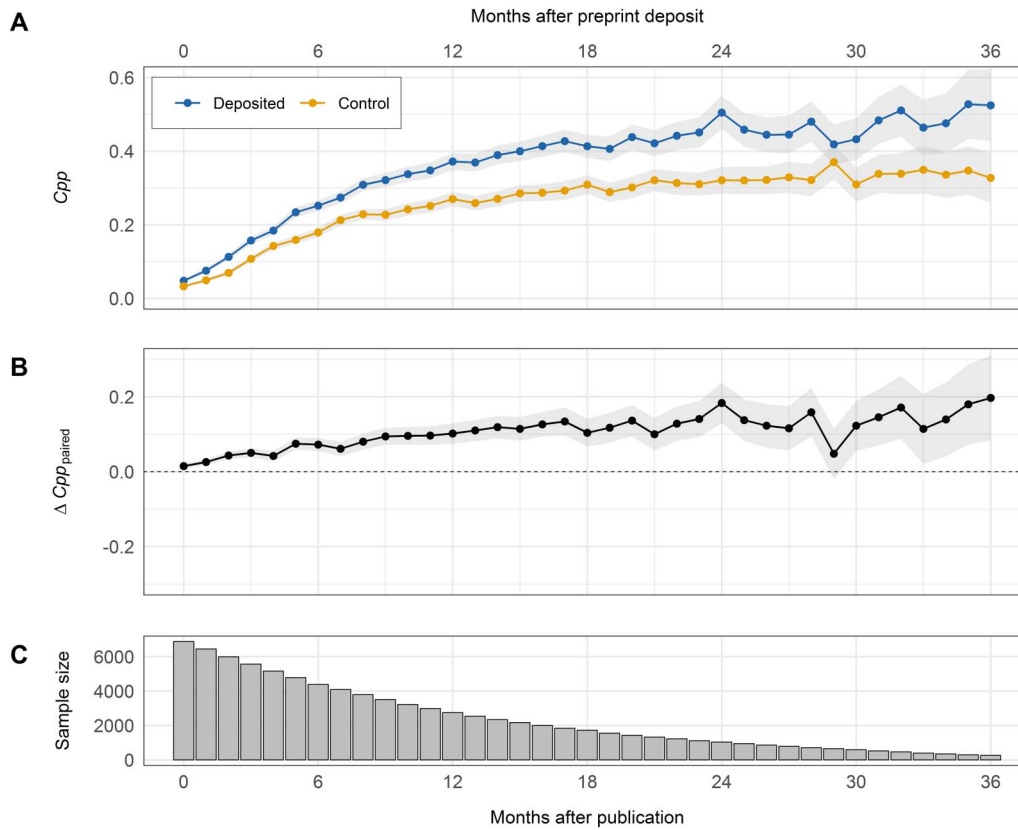 Months after preprint deposit
A
0 6 12 18 24 30 36
0.6
Deposited Control
0.4
Cpp
0.2
0.0
B
0.2
0.0
Δ Cpp paired
-0.2
C
6000
4000
Sample size
2000
0
0 6 12 18 24 30 36
Months after publication